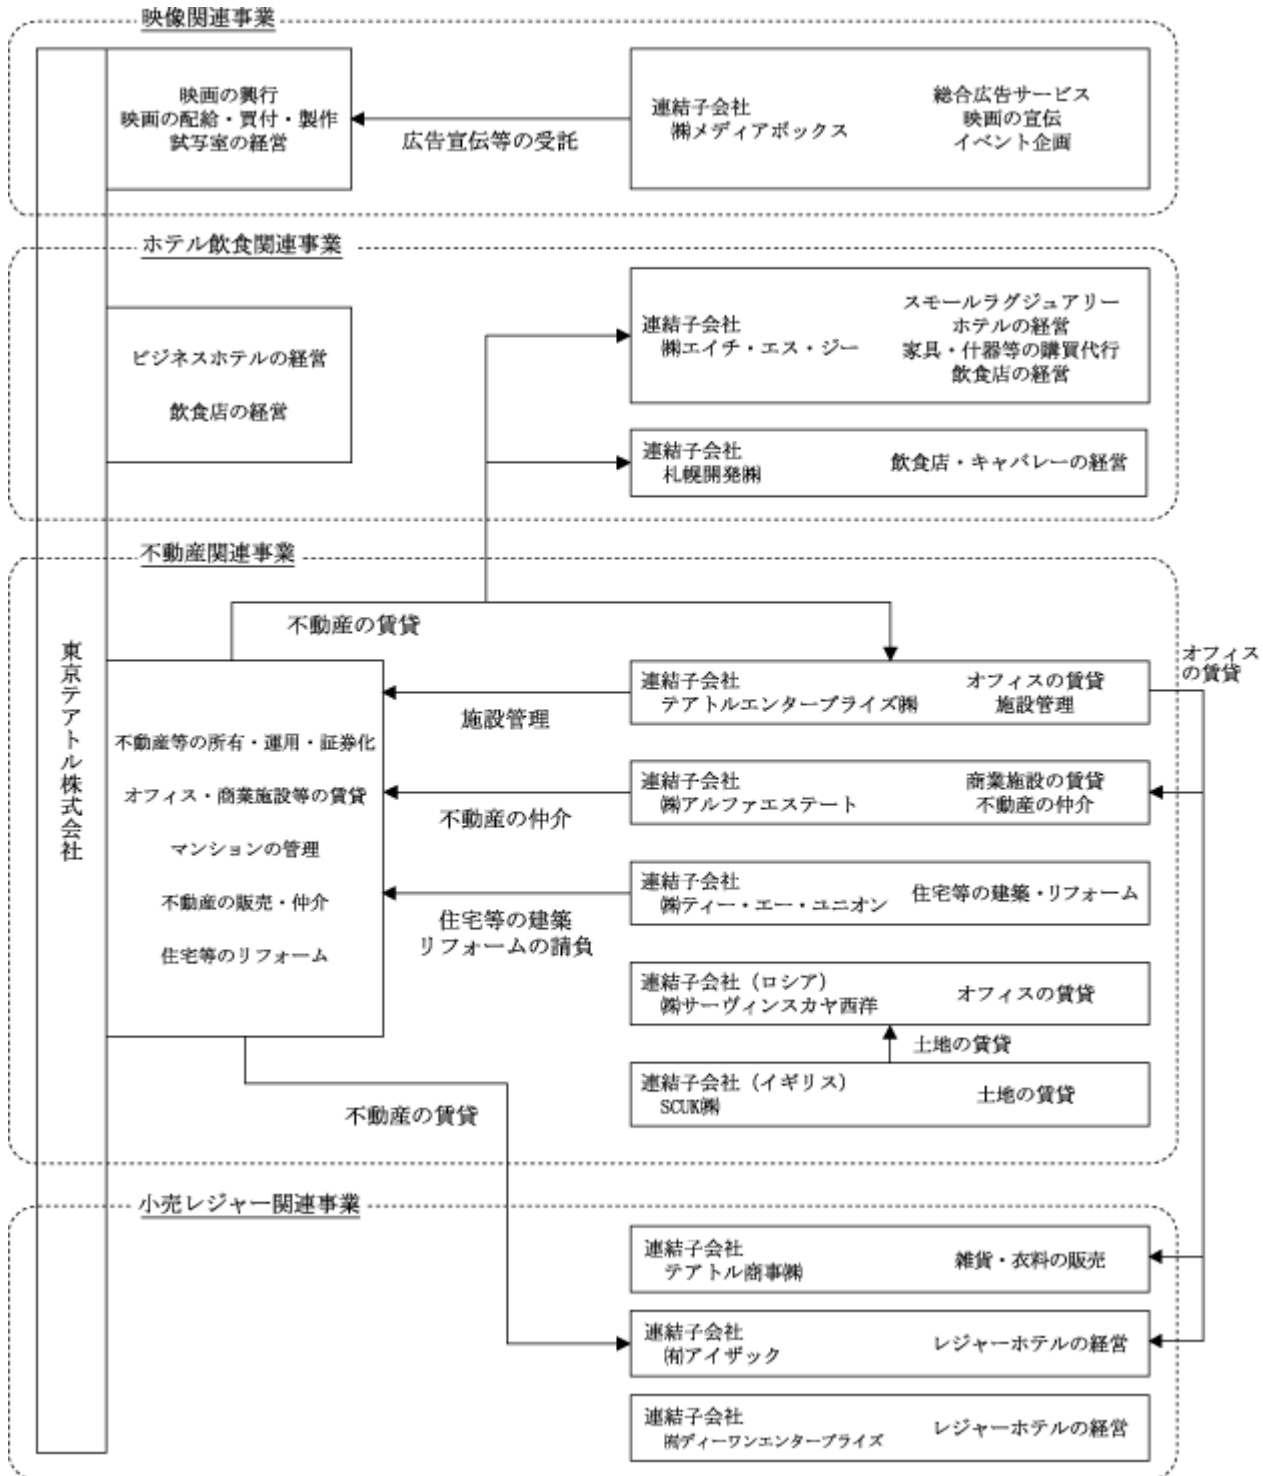 映像関連事業
映画の興行
映画の配給・買付・製作
試写室の経営
広告宣伝等の受託
連結子会社
㈱メディアボックス
総合広告サービス
映画の宣伝
イベント企画
ホテル飲食関連事業
ビジネスホテルの経営
飲食店の経営
連結子会社
㈱エイチ・エス・ジー
スモールラグジュアリー
ホテルの経営
家具・什器等の購買代行
飲食店の経営
連結子会社
札幌開発㈱
飲食店・キャバレーの経営
不動産関連事業
東京テアトル株式会社
不動産の賃貸
不動産等の所有・運用・証券化
オフィス・商業施設等の賃貸
マンションの管理
不動産の販売・仲介
住宅等のリフォーム
施設管理
連結子会社
テアトルエンタープライズ㈱
オフィスの賃貸
施設管理
オフィス
の賃貸
不動産の仲介
連結子会社
㈱アルファエステート
商業施設の賃貸
不動産の仲介
住宅等の建築
リフォームの請負
連結子会社
㈱ティー・エー・ユニオン
住宅等の建築・リフォーム
連結子会社（ロシア）
㈱サーヴィンスカヤ西洋
オフィスの賃貸
土地の賃貸
連結子会社（イギリス）
SCUK㈱
土地の賃貸
不動産の賃貸
小売レジャー関連事業
連結子会社
テアトル商事㈱
雑貨・衣料の販売
連結子会社
㈲アイザック
レジャーホテルの経営
連結子会社
㈲ディーワンエンタープライズ
レジャーホテルの経営